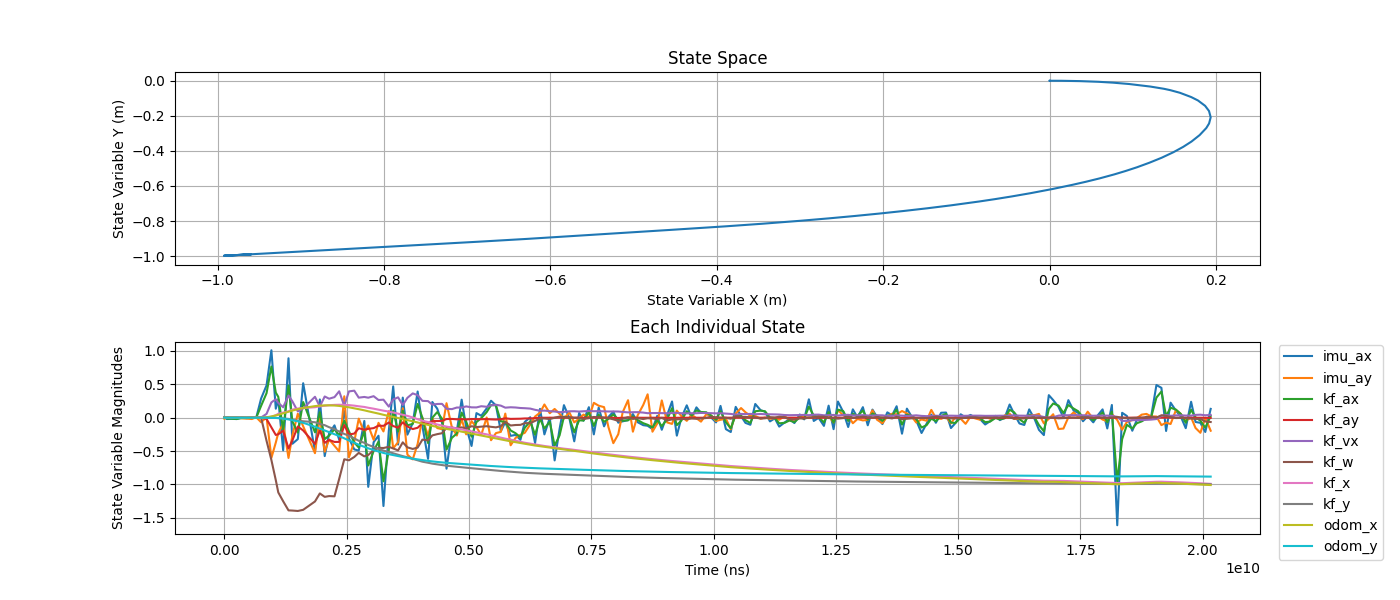 State Space
0.0
−0.2
−0.4
−0.6
−0.8
−1.0
State Variable Y (m)
−1.0
−0.8
−0.6
−0.4
−0.2
0.0
0.2
State Variable X (m)
Each Individual State
1.0
0.5
0.0
−0.5
−1.0
−1.5
State Variable Magnitudes
0.00
0.25
0.50
0.75
1.00
1.25
1.50
1.75
2.00
1e10
Time (ns)
imu_ax
imu_ay
kf_ax
kf_ay
kf_vx
kf_w
kf_x
kf_y
odom_x
odom_y